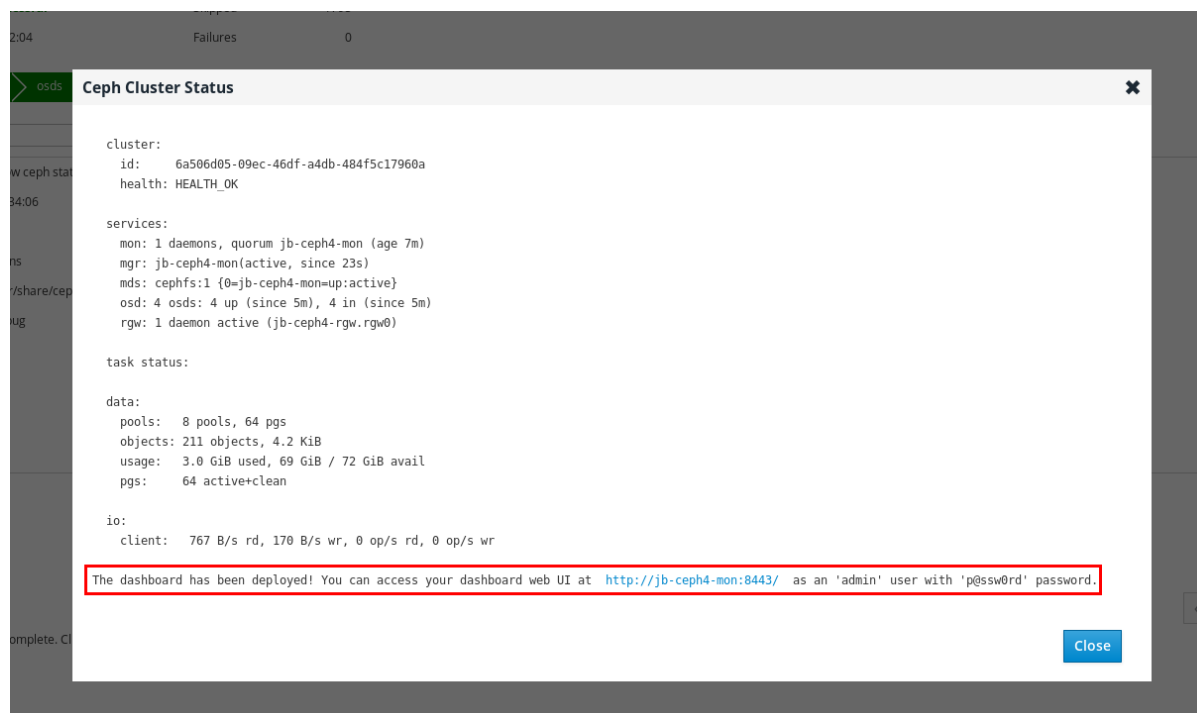 2:04 Failures 0
osds
Ceph Cluster Status
cluster:
id: 6a506d05-09ec-46df-a4db-484f5c17960a
health: HEALTH_OK
w ceph stat
34:06
services:
mon: 1 daemons, quorum jb-ceph4-mon (age 7m)
mgr: jb-ceph4-mon(active, since 23s)
mds: cephfs:1 {0=jb-ceph4-mon=up:active}
osd: 4 osds: 4 up (since 5m), 4 in (since 5m)
rgw: 1 daemon active (jb-ceph4-rgw.rgw0)
ns
r/share/cep
ug
task status:
data:
pools: 8 pools, 64 pgs
objects: 211 objects, 4.2 KiB
usage: 3.0 GiB used, 69 GiB / 72 GiB avail
pgs: 64 active+clean
io:
client: 767 B/s rd, 170 B/s wr, 0 op/s rd, 0 op/s wr
The dashboard has been deployed! You can access your dashboard web UI at http://jb-ceph4-mon:8443/ as an 'admin' user with 'p@ssw0rd' password.
omplete. Cl
Close